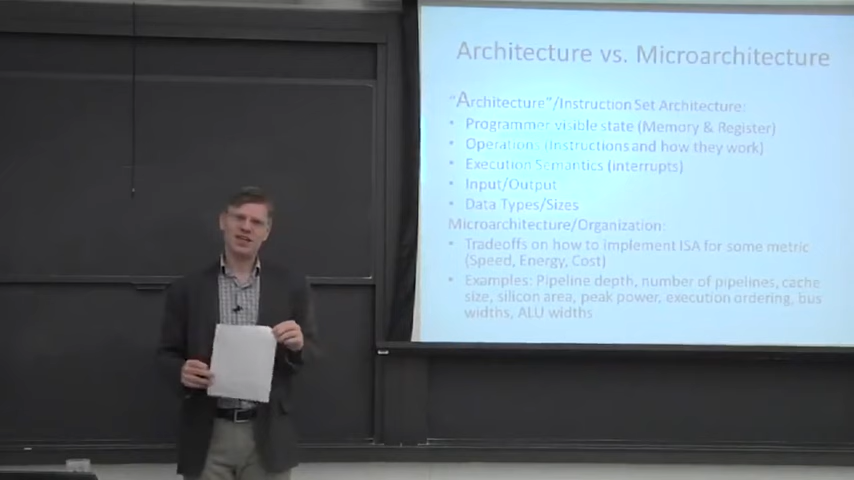 Architecture vs. Microarchitecture
"Architecture"/Instruction Set Architecture:
• Programmer visible state (Memory & Register)
• Operations (Instructions and how they work)
• Execution Semantics (interrupts)
• Input/Output
• Data Types/Sizes
Microarchitecture/Organization:
• Tradeoffs on how to implement ISA for some metric
(Speed, Energy, Cost)
• Examples: Pipeline depth, number of pipelines, cache
size, silicon area, peak power, execution ordering, bus
widths, ALU widths